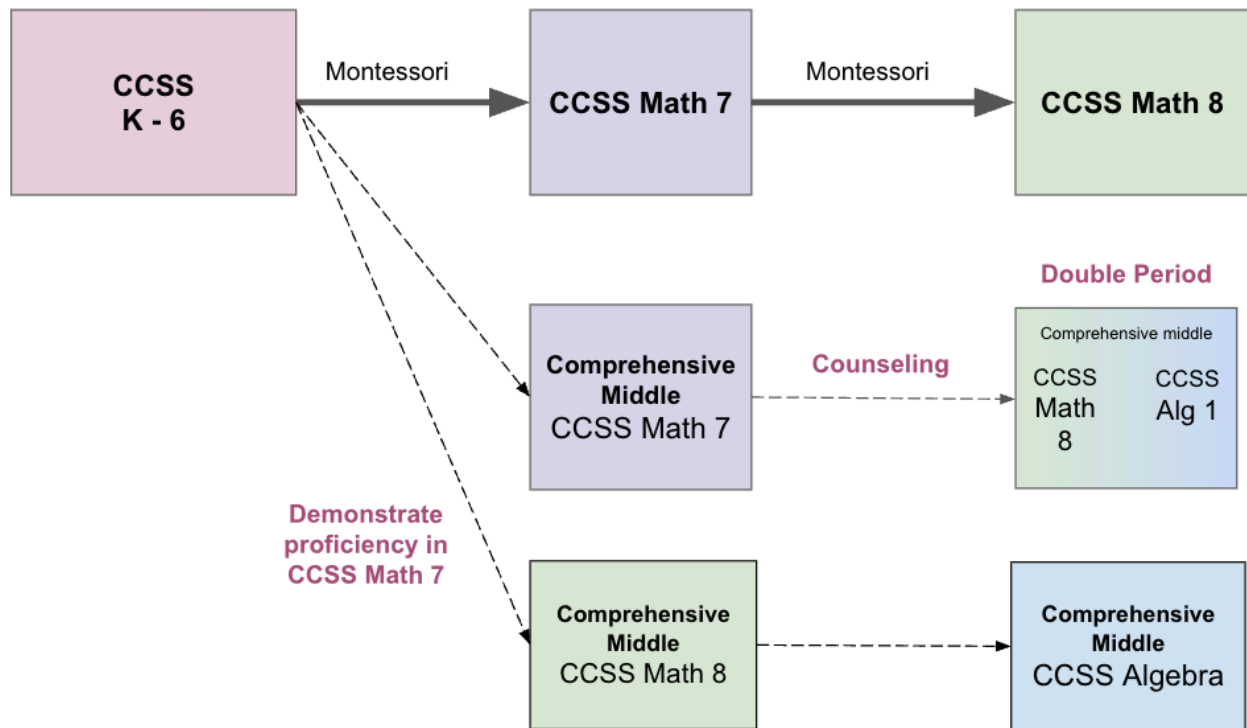 CCSS
K - 6
Montessori
CCSS Math 7
Montessori
CCSS Math 8
Double Period
Comprehensive
Middle
CCSS Math 7
Counseling
Comprehensive middle
CCSS
Math
8
CCSS
Alg 1
Demonstrate
proficiency in
CCSS Math 7
Comprehensive
Middle
CCSS Math 8
Comprehensive
Middle
CCSS Algebra